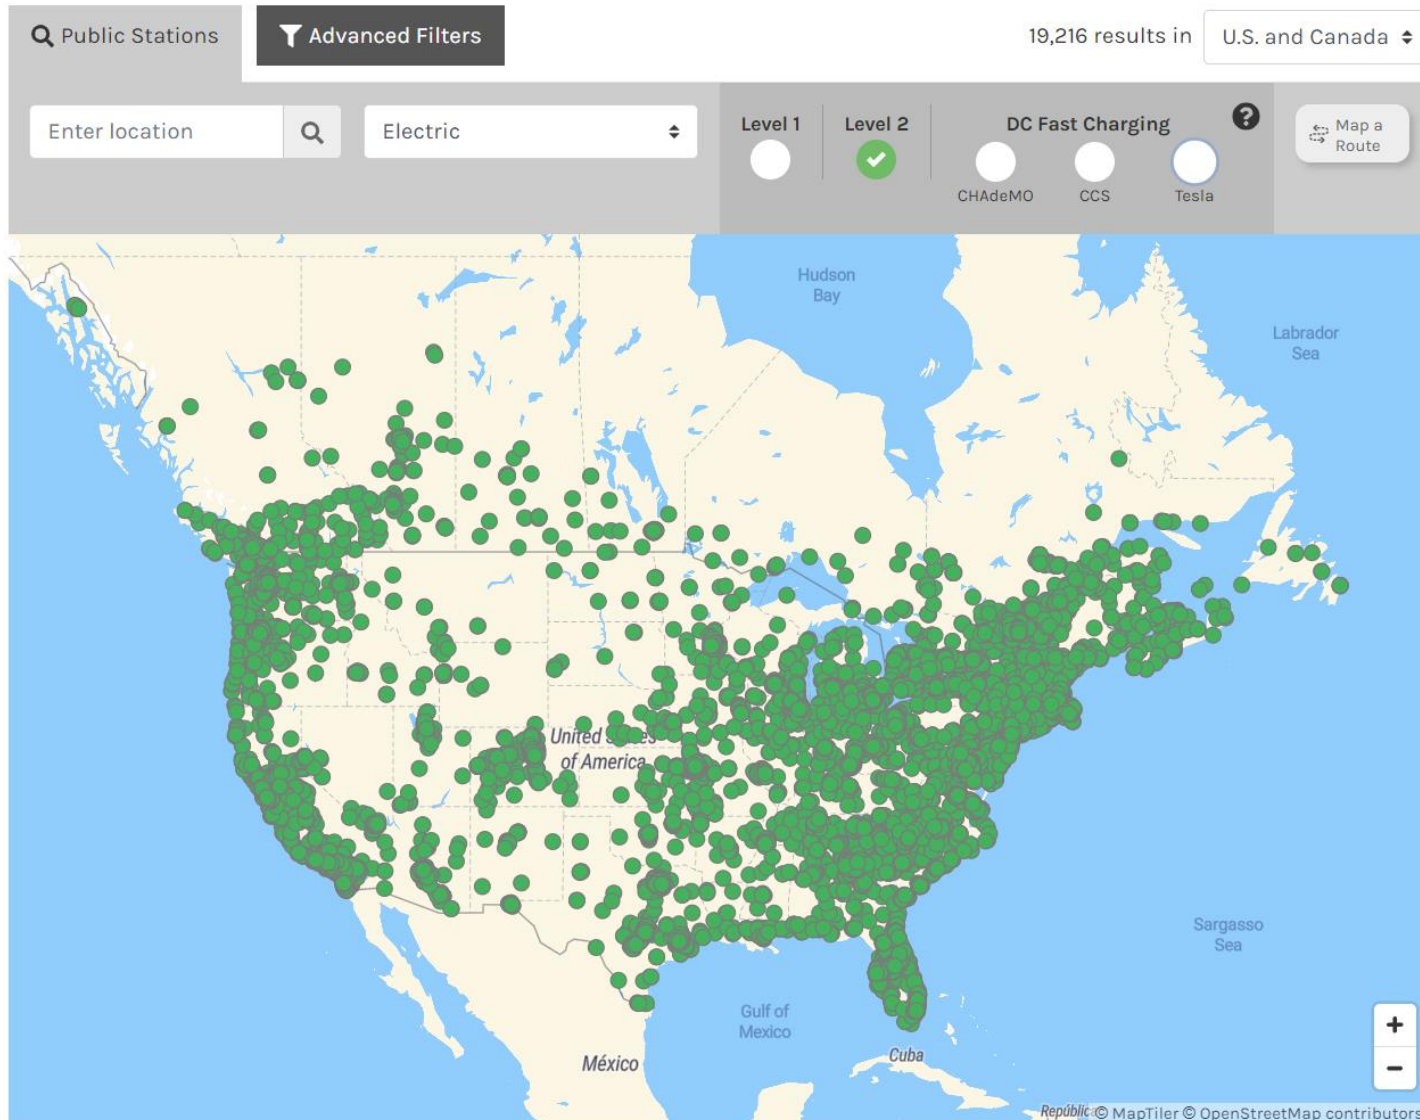 Public Stations
Advanced Filters
19,216 results in
U.S. and Canada
Enter location
Electric
Level 1
Level 2
DC Fast Charging
?
CHAdeMO
CCS
Tesla
Map a
Route
Hudson
Bay
Labrador
Sea
United
of America
Sargasso
Sea
Gulf of
Mexico
México
Cuba
+
−
© MapTiler © OpenStreetMap contributors